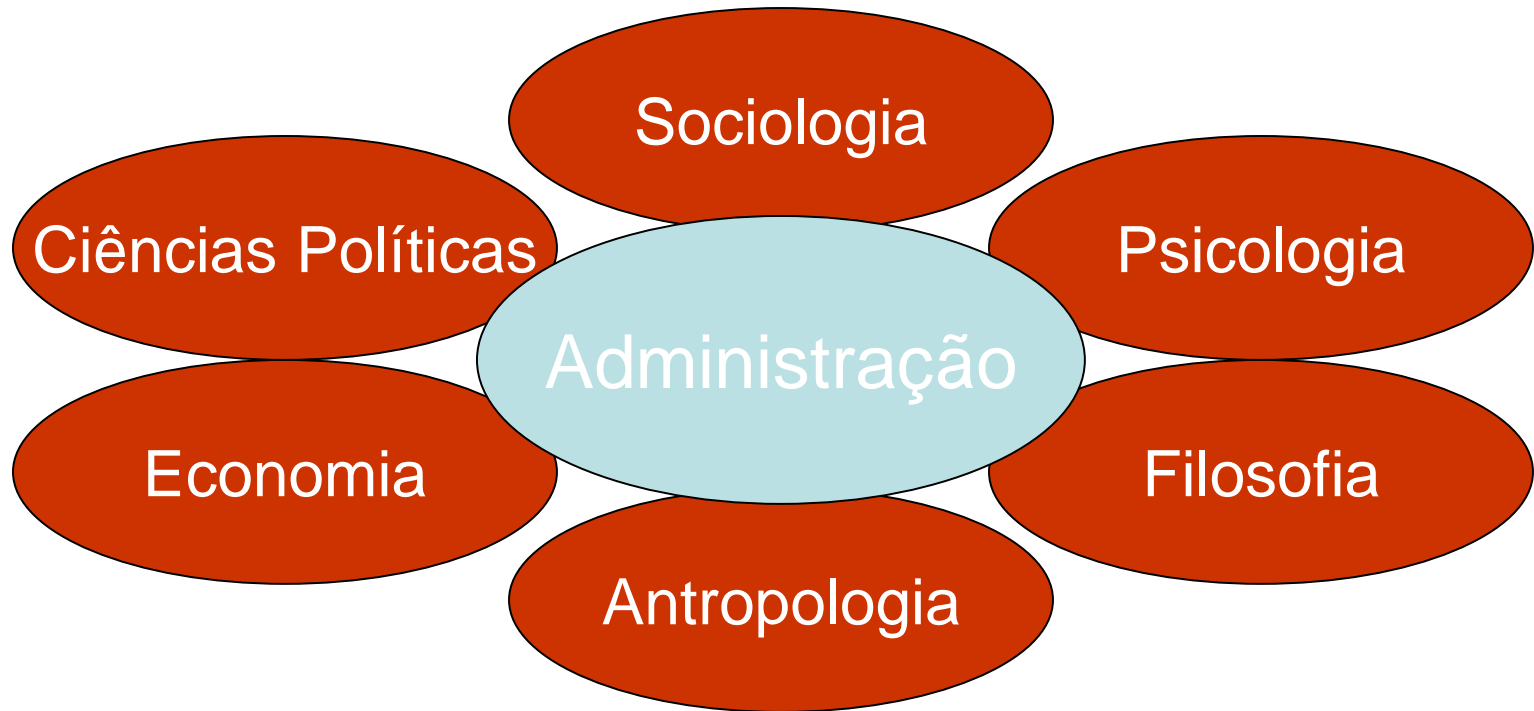 Sociologia
Ciências Políticas
Psicologia
Administração
Economia
Filosofia
Antropologia